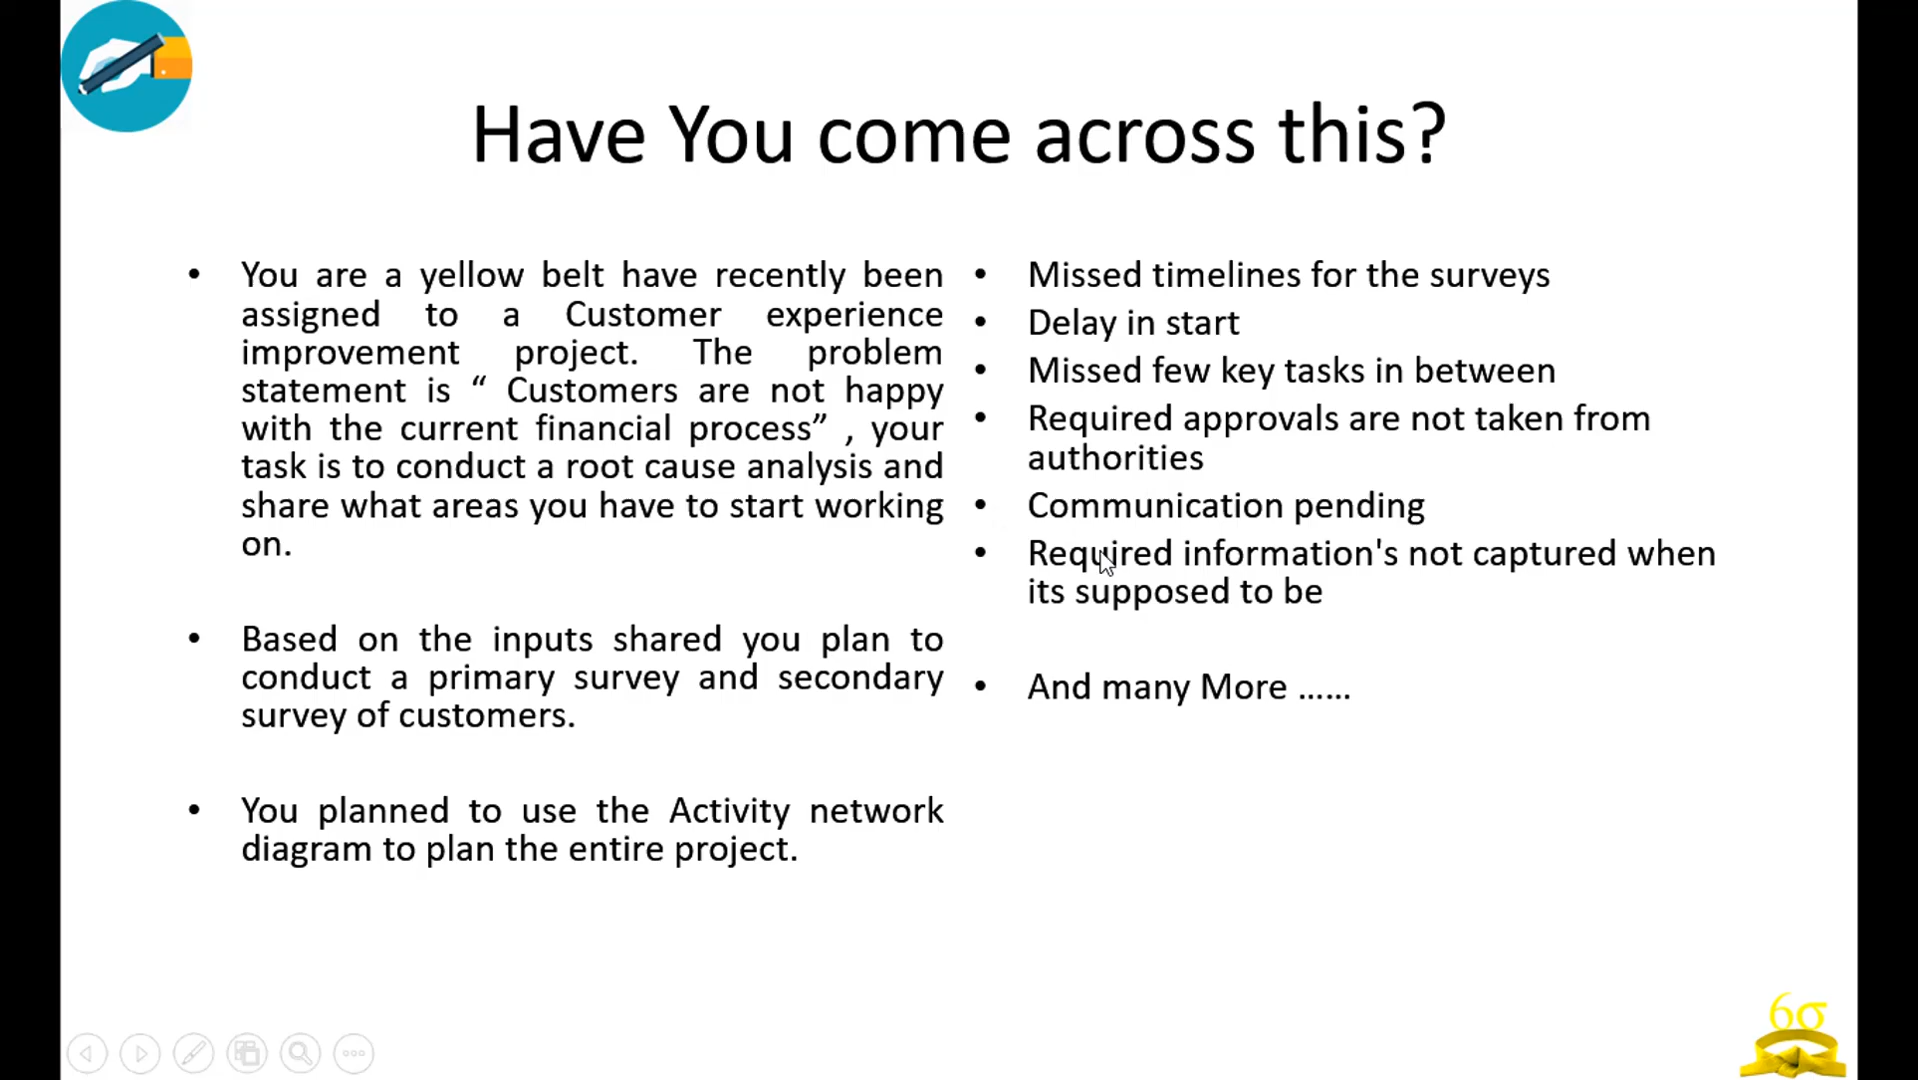 Have You come across this?
• You are a yellow belt have recently been
assigned to a Customer experience
improvement project. The problem
statement is “ Customers are not happy
with the current financial process” , your
task is to conduct a root cause analysis and
share what areas you have to start working
on.
• Based on the inputs shared you plan to
conduct a primary survey and secondary
survey of customers.
• You planned to use the Activity network
diagram to plan the entire project.
• Missed timelines for the surveys
• Delay in start
• Missed few key tasks in between
• Required approvals are not taken from
authorities
• Communication pending
• Required information's not captured when
its supposed to be
• And many More ......
6σ